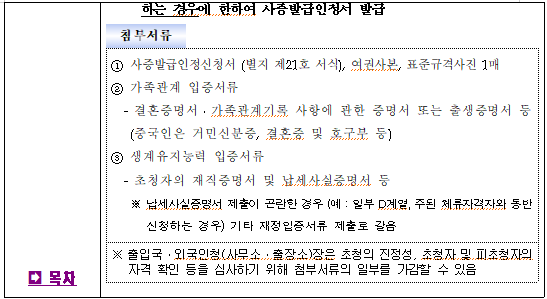 하는 경우에 한하여 사증발급인정서 발급
첨부서류
① 사증발급인정신청서 (별지 제21호 서식), 여권사본, 표준규격사진 1매
② 가족관계 입증서류
- 결혼증명서 · 가족관계기록 사항에 관한 증명서 또는 출생증명서 등
(중국인은 거민신분증, 결혼증 및 호구부 등)
③ 생계유지능력 입증서류
- 초청자의 재직증명서 및 납세사실증명서 등
※ 납세사실증명서 제출이 곤란한 경우 (예 : 일부 D계열, 주된 체류자격자와 동반
신청하는 경우) 기타 재정입증서류 제출로 갈음
※ 출입국 · 외국인청(사무소 · 출장소)장은 초청의 진정성, 초청자 및 피초청자의
자격 확인 등을 심사하기 위해 첨부서류의 일부를 가감할 수 있음
목차